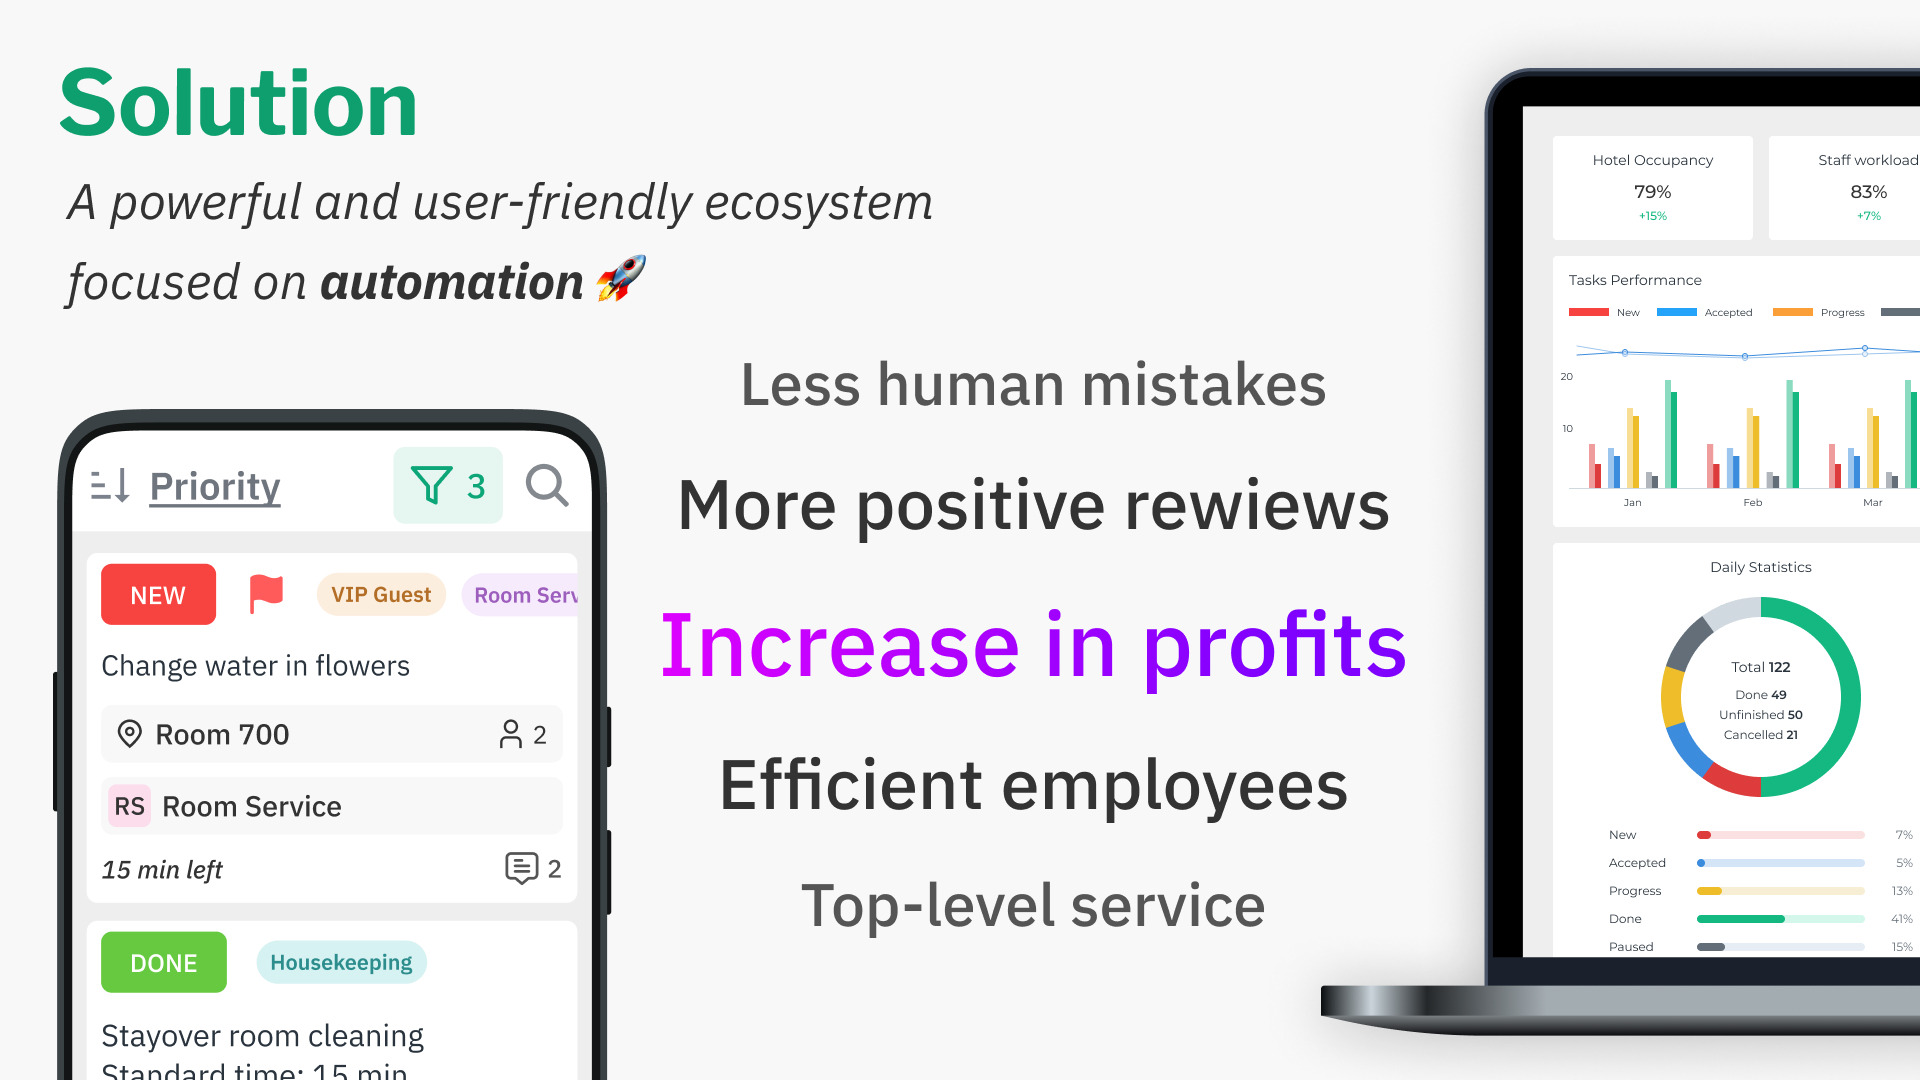 Solution
A powerful and user-friendly ecosystem
focused on automation 🚀
Less human mistakes
More positive rewiews
Increase in profits
Efficient employees
Top-level service
Priority
3
NEW
VIP Guest
Room Serv
Change water in flowers
Room 700
2
RS
Room Service
15 min left
2
DONE
Housekeeping
Stayover room cleaning
Standard time: 15 min
Hotel Occupancy
79%
+15%
Staff workload
83%
+7%
Tasks Performance
New
Accepted
Progress
20
10
Jan
Feb
Mar
Daily Statistics
Total 122
Done 49
Unfinished 50
Cancelled 21
New 7%
Accepted 5%
Progress 13%
Done 41%
Paused 15%